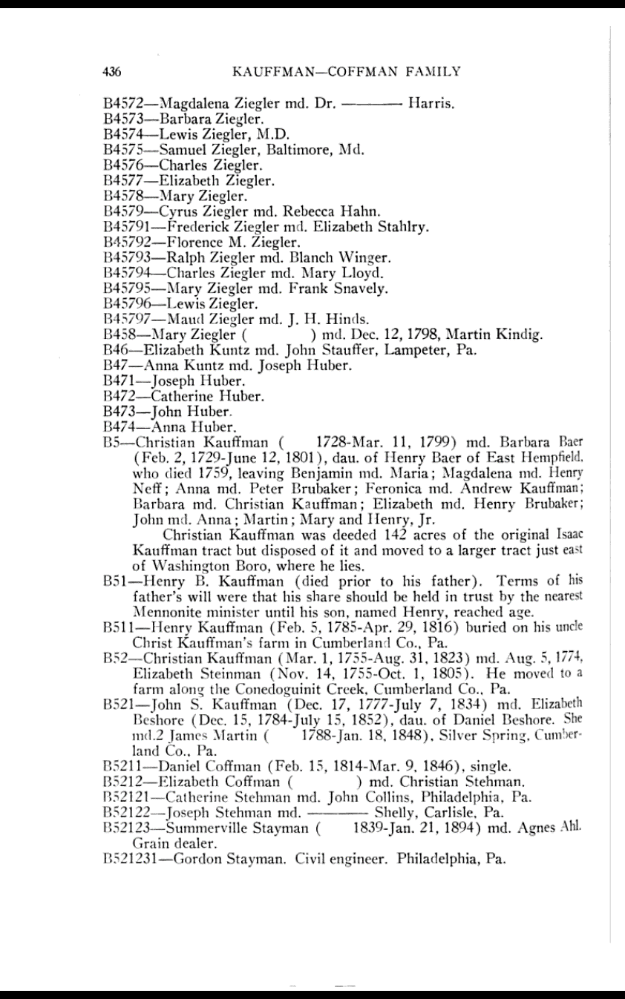 436 KAUFFMAN—COFFMAN FAMILY
B4572—Magdalena Ziegler md. Dr. ——— Harris.
B4573—Barbara Ziegler.
B4574—Lewis Ziegler, M.D.
B4575—Samuel Ziegler, Baltimore, Md.
B4576—Charles Ziegler.
B4577—Elizabeth Ziegler.
B4578—Mary Ziegler.
B4579—Cyrus Ziegler md. Rebecca Hahn.
B45791—Frederick Ziegler md. Elizabeth Stahlry.
B45792—Florence M. Ziegler.
B45793—Ralph Ziegler md. Blanch Winger.
B45794—Charles Ziegler md. Mary Lloyd.
B45795—Mary Ziegler md. Frank Snavely.
B45796—Lewis Ziegler.
B45797—Maud Ziegler md. J. H. Hinds.
B458—Mary Ziegler ( ) md. Dec. 12, 1798, Martin Kindig.
B46—Elizabeth Kuntz md. John Stauffer, Lampeter, Pa.
B47—Anna Kuntz md. Joseph Huber.
B471—Joseph Huber.
B472—Catherine Huber.
B473—John Huber.
B474—Anna Huber.
B5—Christian Kauffman ( 1728-Mar. 11, 1799) md. Barbara Baer
(Feb. 2, 1729-June 12, 1801), dau. of Henry Baer of East Hempfield,
who died 1759, leaving Benjamin md. Maria; Magdalena md. Henry
Neff; Anna md. Peter Brubaker; Feronica md. Andrew Kauffman;
Barbara md. Christian Kauffman; Elizabeth md. Henry Brubaker;
John md. Anna; Martin; Mary and Henry, Jr.
Christian Kauffman was deeded 142 acres of the original Isaac
Kauffman tract but disposed of it and moved to a larger tract just east
of Washington Boro, where he lies.
B51—Henry B. Kauffman (died prior to his father). Terms of his
father's will were that his share should be held in trust by the nearest
Mennonite minister until his son, named Henry, reached age.
B511—Henry Kauffman (Feb. 5, 1785-Apr. 29, 1816) buried on his uncle
Christ Kauffman's farm in Cumberland Co., Pa.
B52—Christian Kauffman (Mar. 1, 1755-Aug. 31, 1823) md. Aug. 5, 1774,
Elizabeth Steinman (Nov. 14, 1755-Oct. 1, 1805). He moved to a
farm along the Conedoguinit Creek, Cumberland Co., Pa.
B521—John S. Kauffman (Dec. 17, 1777-July 7, 1834) md. Elizabeth
Beshore (Dec. 15, 1784-July 15, 1852), dau. of Daniel Beshore. She
md.2 James Martin ( 1788-Jan. 18, 1848), Silver Spring, Cumber-
land Co., Pa.
B5211—Daniel Coffman (Feb. 15, 1814-Mar. 9, 1846), single.
B5212—Elizabeth Coffman ( ) md. Christian Stehman.
B52121—Catherine Stehman md. John Collins, Philadelphia, Pa.
B52122—Joseph Stehman md. ——— Shelly, Carlisle, Pa.
B52123—Summerville Stayman ( 1839-Jan. 21, 1894) md. Agnes Ahl.
Grain dealer.
B521231—Gordon Stayman. Civil engineer. Philadelphia, Pa.